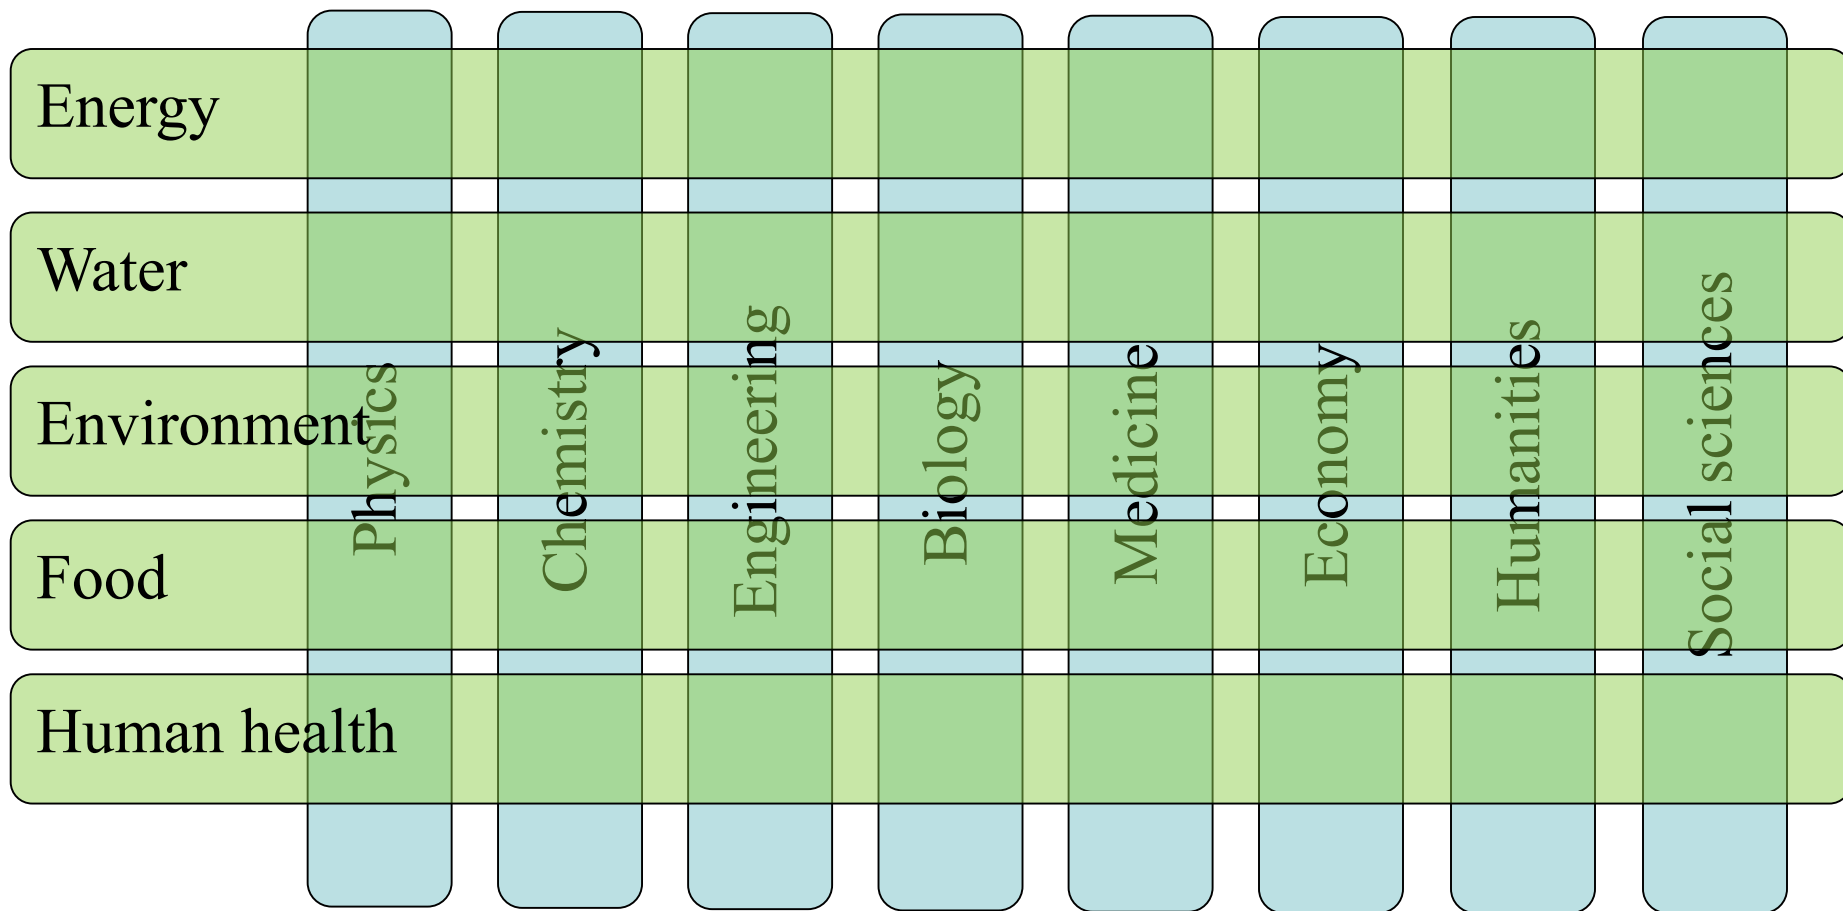 Energy
Water
Environment
Food
Human health
Physics
Chemistry
Engineering
Biology
Medicine
Economy
Humanities
Social sciences